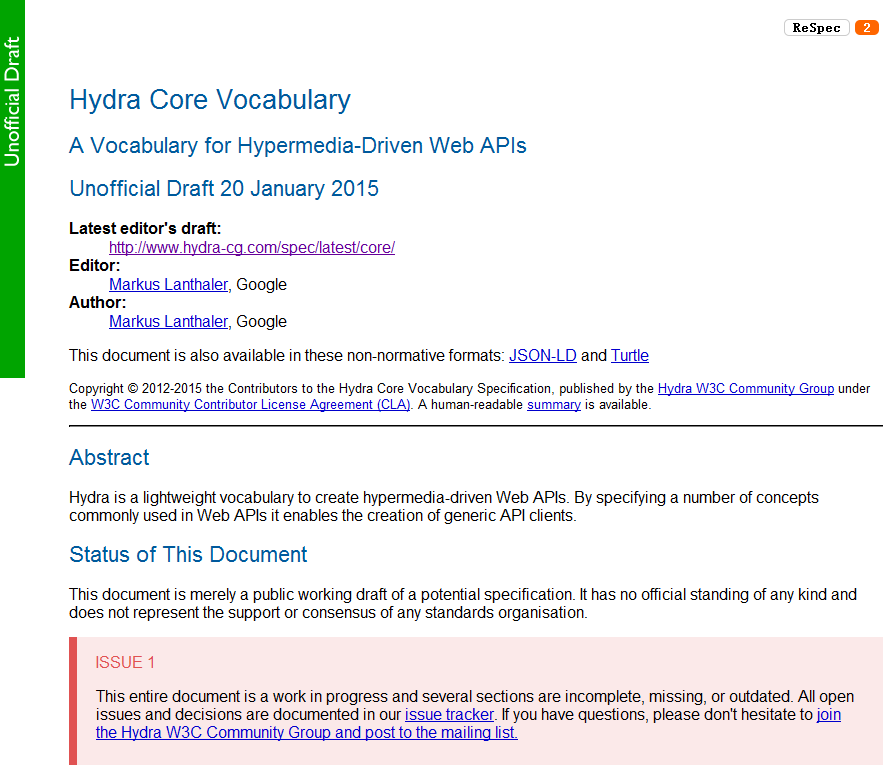 ReSpec 2
Unofficial Draft
Hydra Core Vocabulary
A Vocabulary for Hypermedia-Driven Web APIs
Unofficial Draft 20 January 2015
Latest editor's draft:
http://www.hydra-cg.com/spec/latest/core/
Editor:
Markus Lanthaler, Google
Author:
Markus Lanthaler, Google
This document is also available in these non-normative formats: JSON-LD and Turtle
Copyright © 2012-2015 the Contributors to the Hydra Core Vocabulary Specification, published by the Hydra W3C Community Group under
the W3C Community Contributor License Agreement (CLA). A human-readable summary is available.
Abstract
Hydra is a lightweight vocabulary to create hypermedia-driven Web APIs. By specifying a number of concepts
commonly used in Web APIs it enables the creation of generic API clients.
Status of This Document
This document is merely a public working draft of a potential specification. It has no official standing of any kind and
does not represent the support or consensus of any standards organisation.
ISSUE 1
This entire document is a work in progress and several sections are incomplete, missing, or outdated. All open
issues and decisions are documented in our issue tracker. If you have questions, please don't hesitate to join
the Hydra W3C Community Group and post to the mailing list.